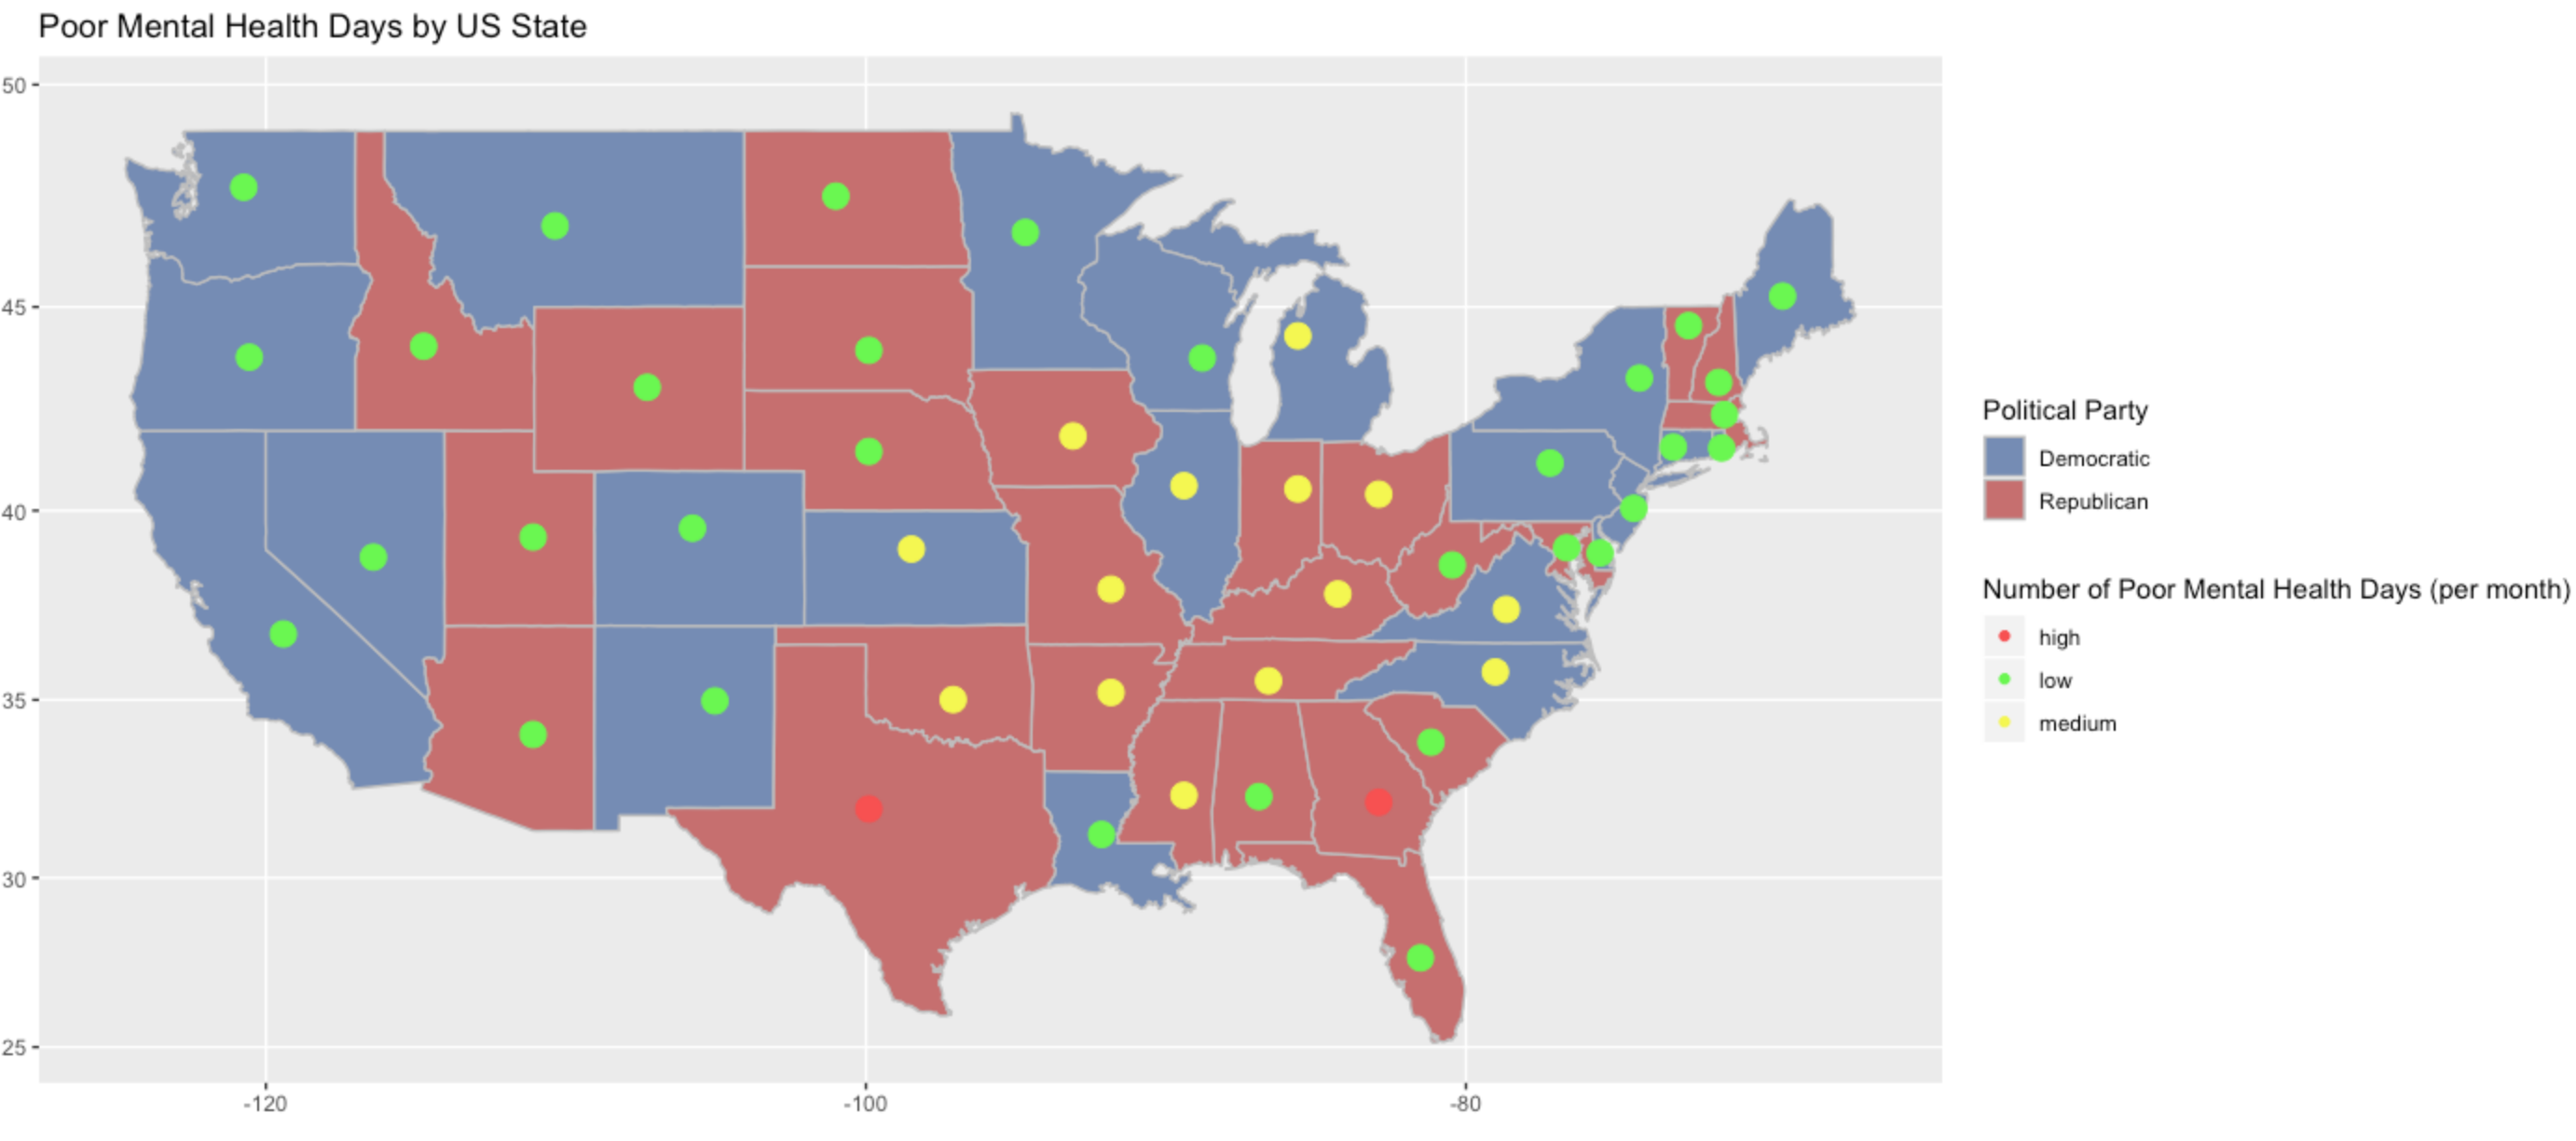 Poor Mental Health Days by US State
50
45
40
35
30
25
-120
-100
-80
Political Party
Democratic
Republican
Number of Poor Mental Health Days (per month)
high
low
medium